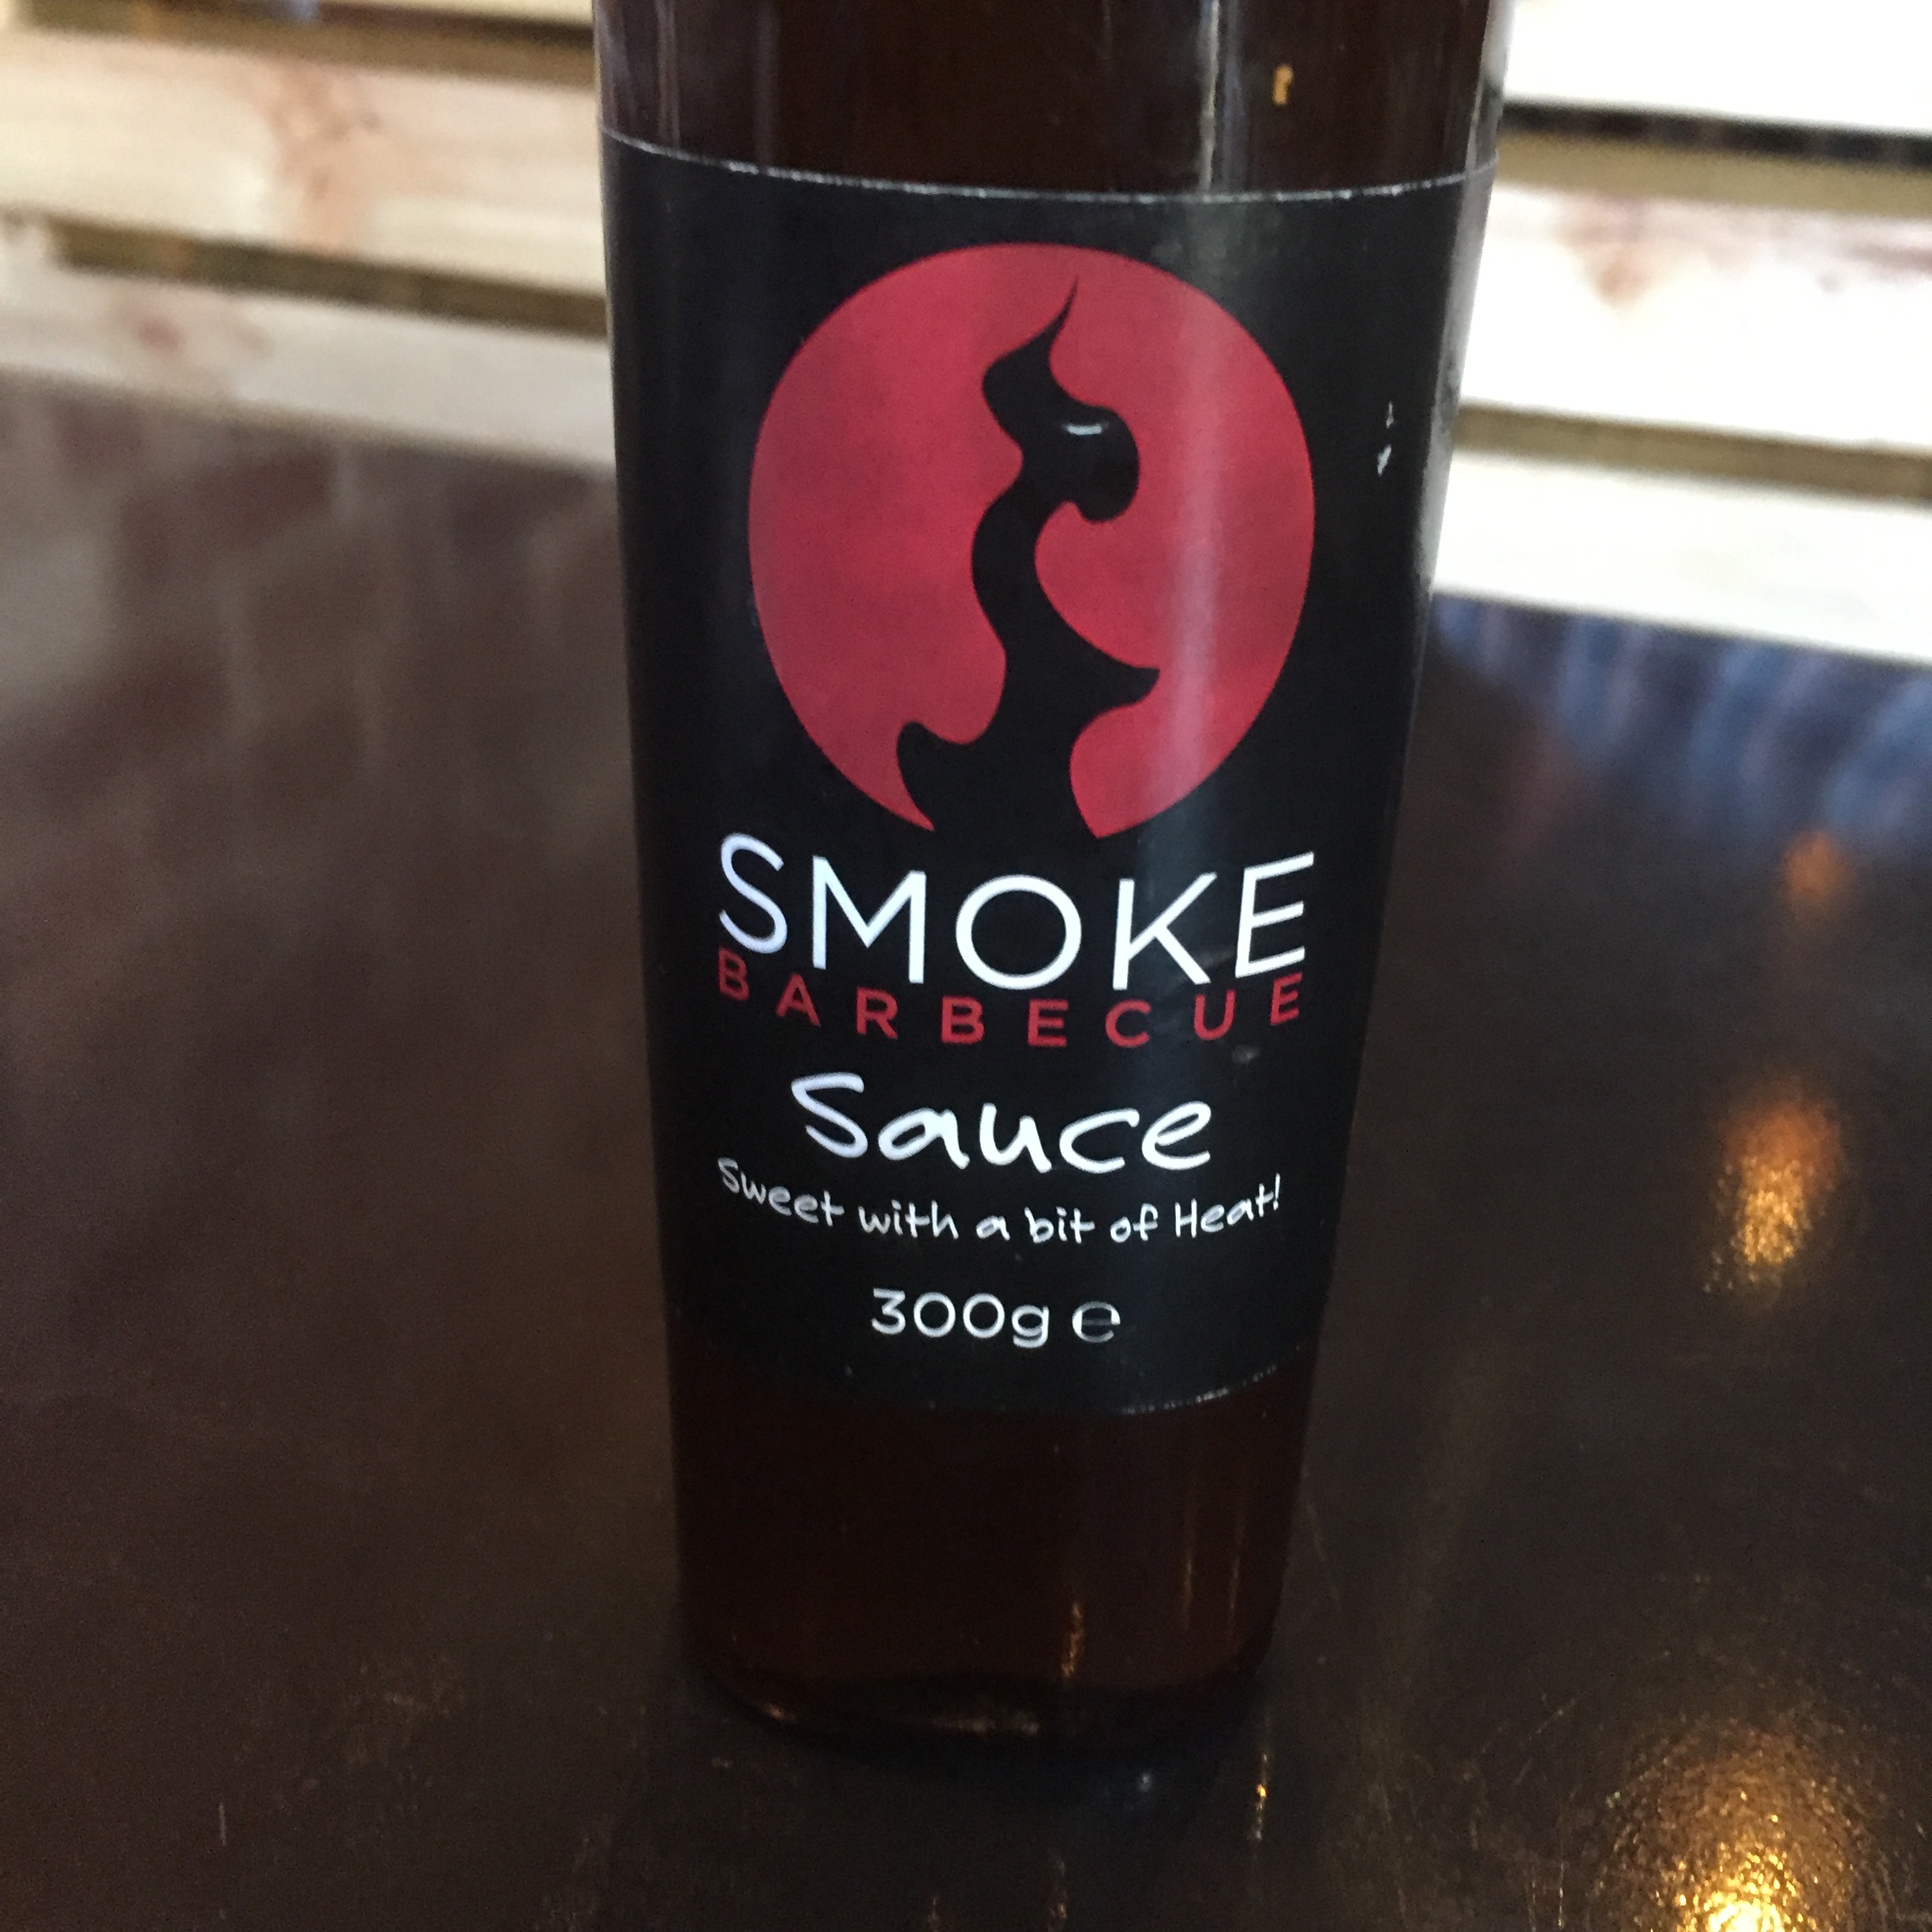 SMOKE
BARBECUE
Sauce
Sweet with a bit of Heat!
300g ℮